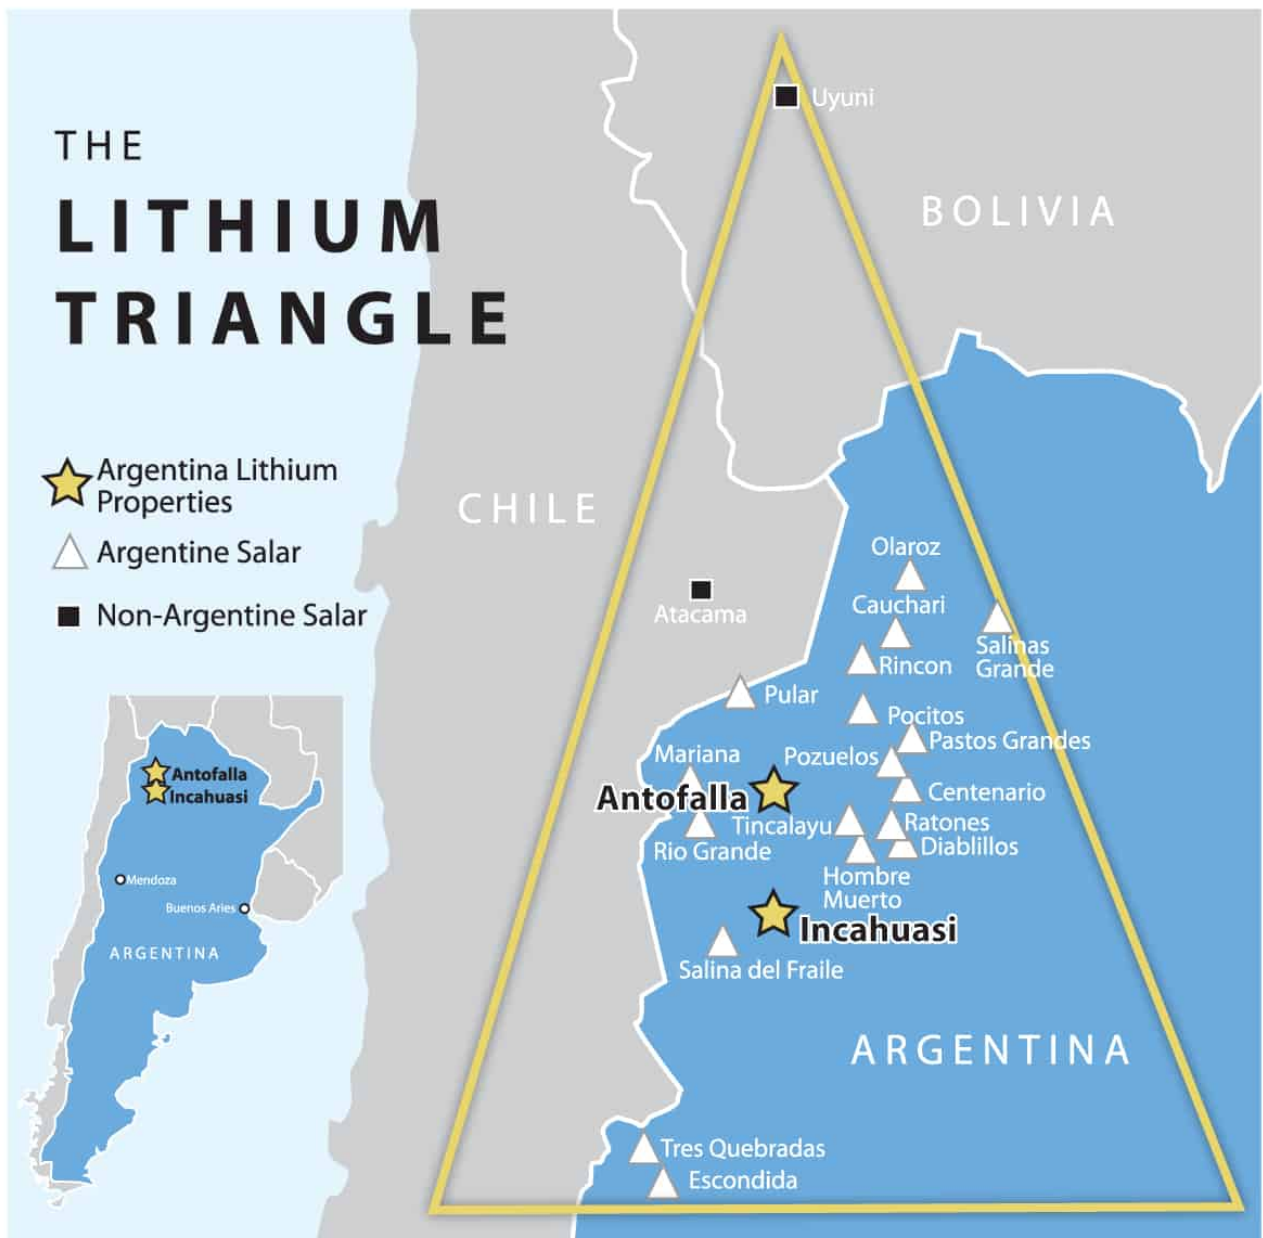 THE
LITHIUM
TRIANGLE
Argentina Lithium
Properties
Argentine Salar
Non-Argentine Salar
Antofalla
Incahuasi
Mendoza
Buenos Aries
ARGENTINA
Uyuni
BOLIVIA
CHILE
Atacama
Olaroz
Cauchari
Salinas
Grande
Rincon
Pular
Pocitos
Pastos Grandes
Mariana
Pozuelos
Antofalla
Centenario
Tincalayu
Ratones
Rio Grande
Diablillos
Hombre
Muerto
Incahuasi
Salina del Fraile
ARGENTINA
Tres Quebradas
Escondida